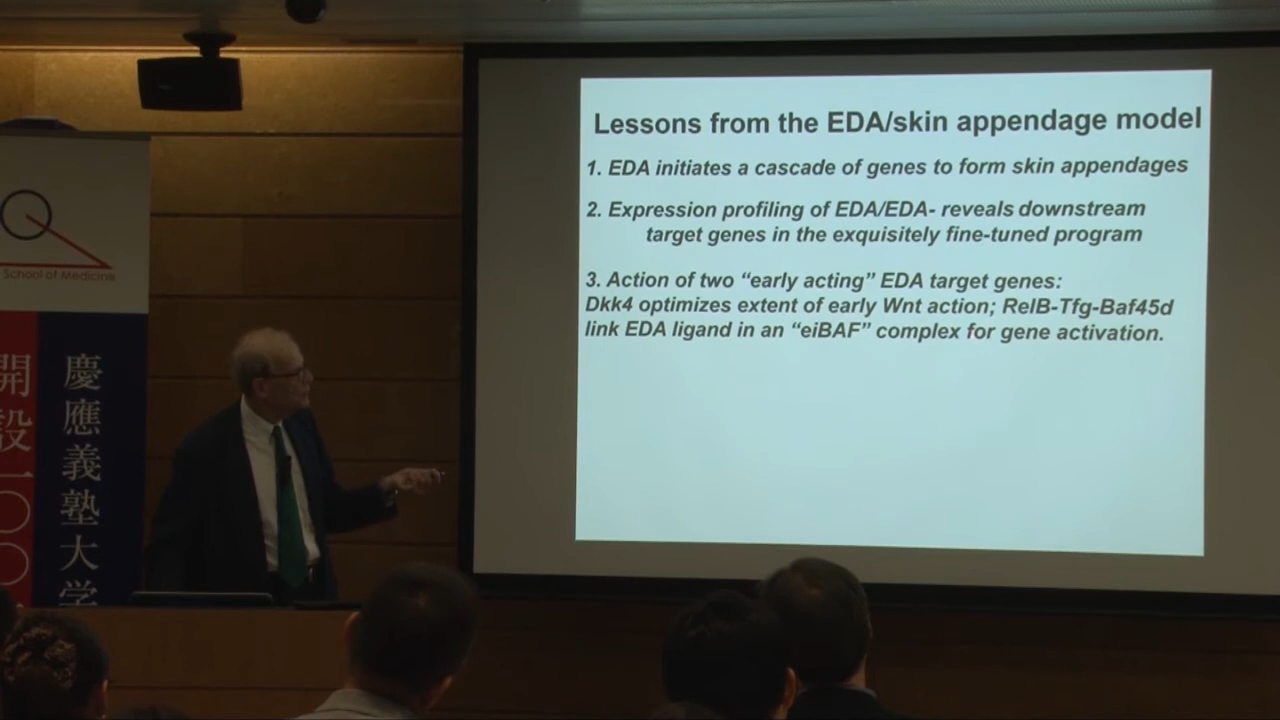 Lessons from the EDA/skin appendage model
1. EDA initiates a cascade of genes to form skin appendages
2. Expression profiling of EDA/EDA- reveals downstream
target genes in the exquisitely fine-tuned program
3. Action of two “early acting” EDA target genes:
Dkk4 optimizes extent of early Wnt action; RelB-Tfg-Baf45d
link EDA ligand in an “eiBAF” complex for gene activation.
School of Medicine
慶應義塾大学
開設一〇〇